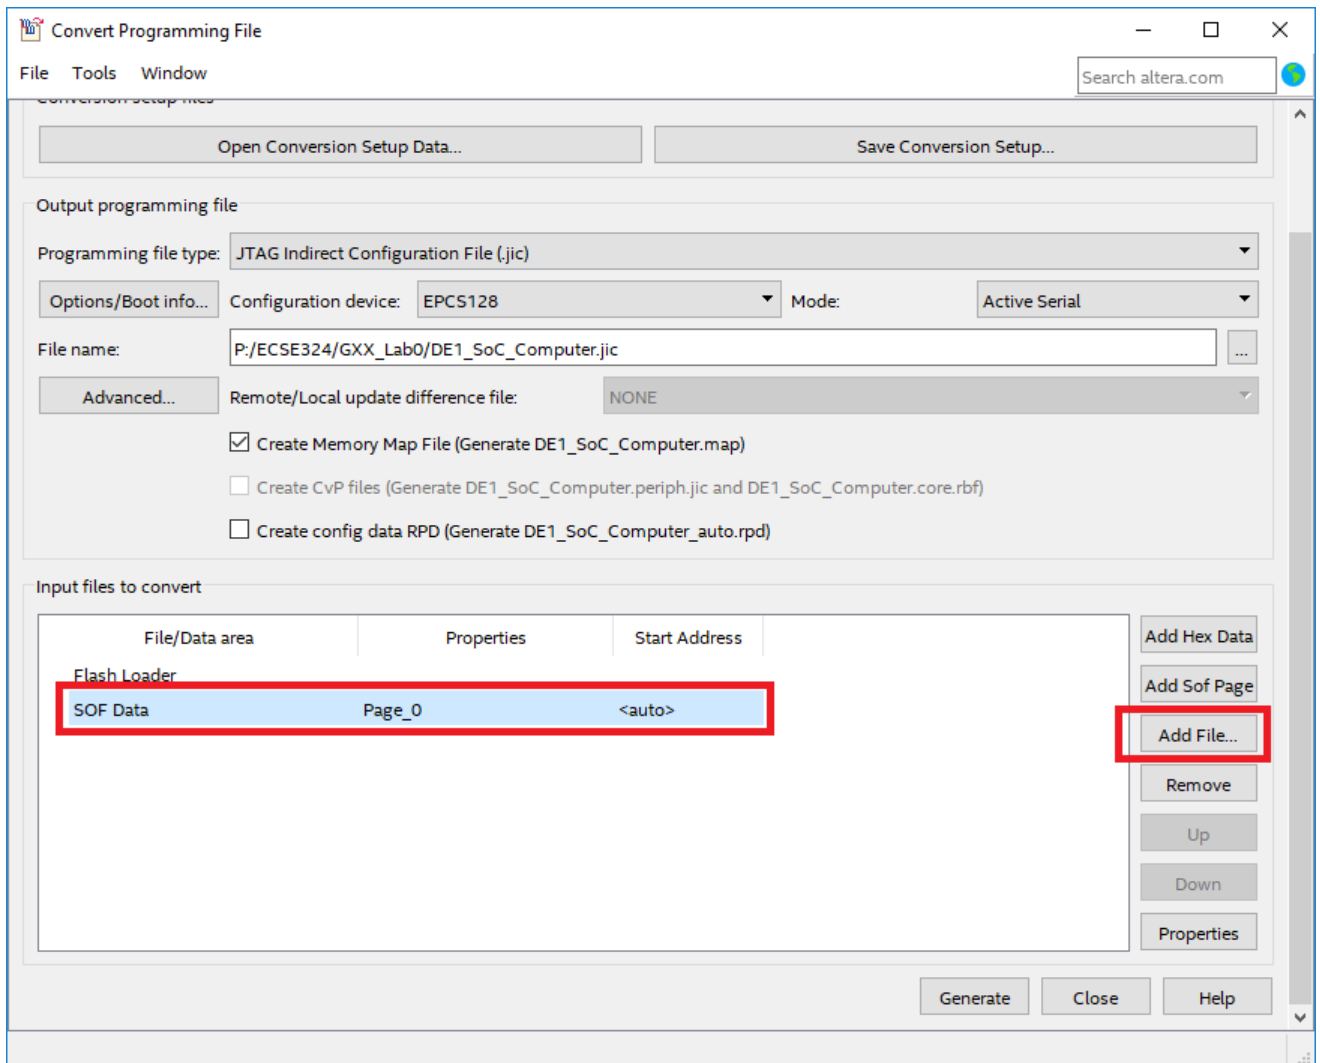 Convert Programming File
File Tools Window
Search altera.com
Conversion setup files
Open Conversion Setup Data...
Save Conversion Setup...
Output programming file
Programming file type: JTAG Indirect Configuration File (.jic)
Options/Boot info... Configuration device: EPCS128 Mode: Active Serial
File name: P:/ECSE324/GXX_Lab0/DE1_SoC_Computer.jic ...
Advanced... Remote/Local update difference file: NONE
Create Memory Map File (Generate DE1_SoC_Computer.map)
Create CvP files (Generate DE1_SoC_Computer.periph.jic and DE1_SoC_Computer.core.rbf)
Create config data RPD (Generate DE1_SoC_Computer_auto.rpd)
Input files to convert
File/Data area Properties Start Address
Flash Loader
SOF Data Page_0 <auto>
Add Hex Data
Add Sof Page
Add File...
Remove
Up
Down
Properties
Generate Close Help